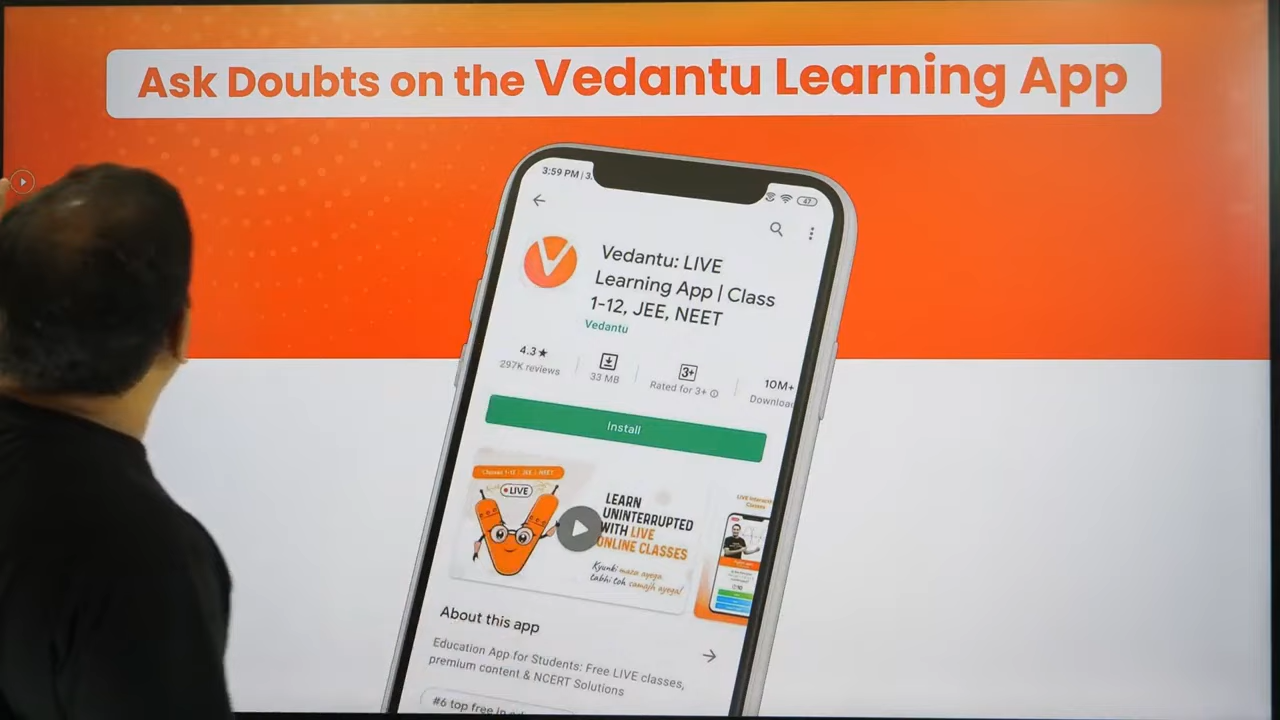 Ask Doubts on the Vedantu Learning App
3:59 PM | 3.
47
Vedantu: LIVE
Learning App | Class
1-12, JEE, NEET
Vedantu
4.3★
297K reviews
33 MB
3+
Rated for 3+
10M+
Install
Classes 1-12 | JEE & NEET
LIVE
LEARN
UNINTERRUPTED
WITH LIVE
ONLINE CLASSES
Kyunki maza ayega
tabhi toh samajh ayega!
LIVE Interactive
Classes
About this app
Education App for Students: Free LIVE classes,
premium content & NCERT Solutions
#6 top free in